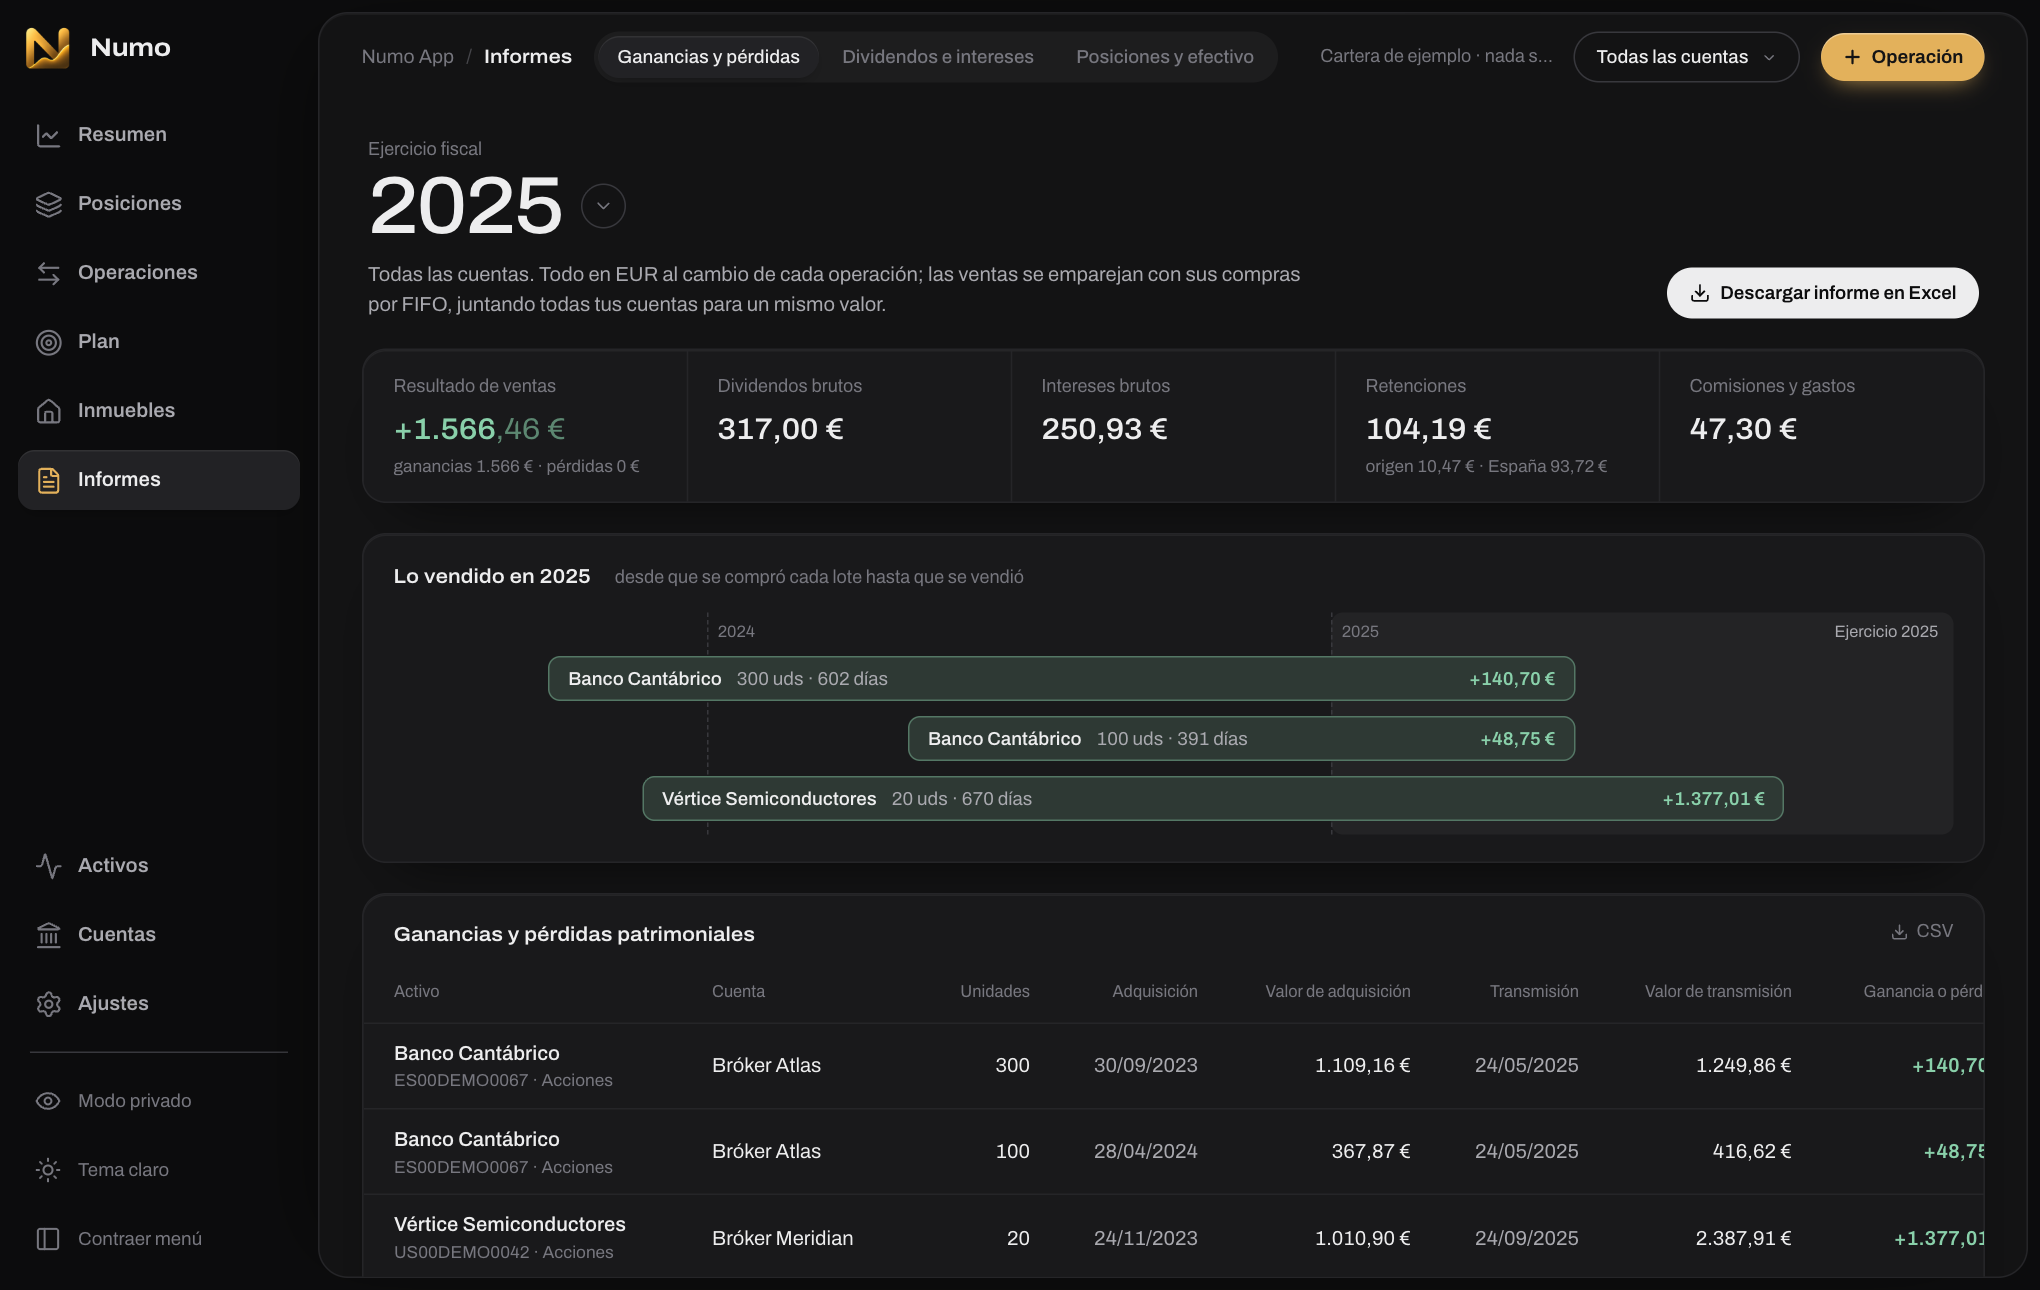 Numo
Resumen
Posiciones
Operaciones
Plan
Inmuebles
Informes
Activos
Cuentas
Ajustes
Modo privado
Tema claro
Contraer menú
Numo App / Informes
Ganancias y pérdidas
Dividendos e intereses
Posiciones y efectivo
Cartera de ejemplo · nada s...
Todas las cuentas
+ Operación
Ejercicio fiscal
2025
Todas las cuentas. Todo en EUR al cambio de cada operación; las ventas se emparejan con sus compras
por FIFO, juntando todas tus cuentas para un mismo valor.
Descargar informe en Excel
Resultado de ventas
+1.566,46 €
ganancias 1.566 € · pérdidas 0 €
Dividendos brutos
317,00 €
Intereses brutos
250,93 €
Retenciones
104,19 €
origen 10,47 € · España 93,72 €
Comisiones y gastos
47,30 €
Lo vendido en 2025 desde que se compró cada lote hasta que se vendió
2024 2025 Ejercicio 2025
Banco Cantábrico 300 uds · 602 días +140,70 €
Banco Cantábrico 100 uds · 391 días +48,75 €
Vértice Semiconductores 20 uds · 670 días +1.377,01 €
Ganancias y pérdidas patrimoniales
CSV
Activo Cuenta Unidades Adquisición Valor de adquisición Transmisión Valor de transmisión Ganancia o pérd
Banco Cantábrico Bróker Atlas 300 30/09/2023 1.109,16 € 24/05/2025 1.249,86 € +140,70
ES00DEMO0067 · Acciones
Banco Cantábrico Bróker Atlas 100 28/04/2024 367,87 € 24/05/2025 416,62 € +48,75
ES00DEMO0067 · Acciones
Vértice Semiconductores Bróker Meridian 20 24/11/2023 1.010,90 € 24/09/2025 2.387,91 € +1.377,01
US00DEMO0042 · Acciones